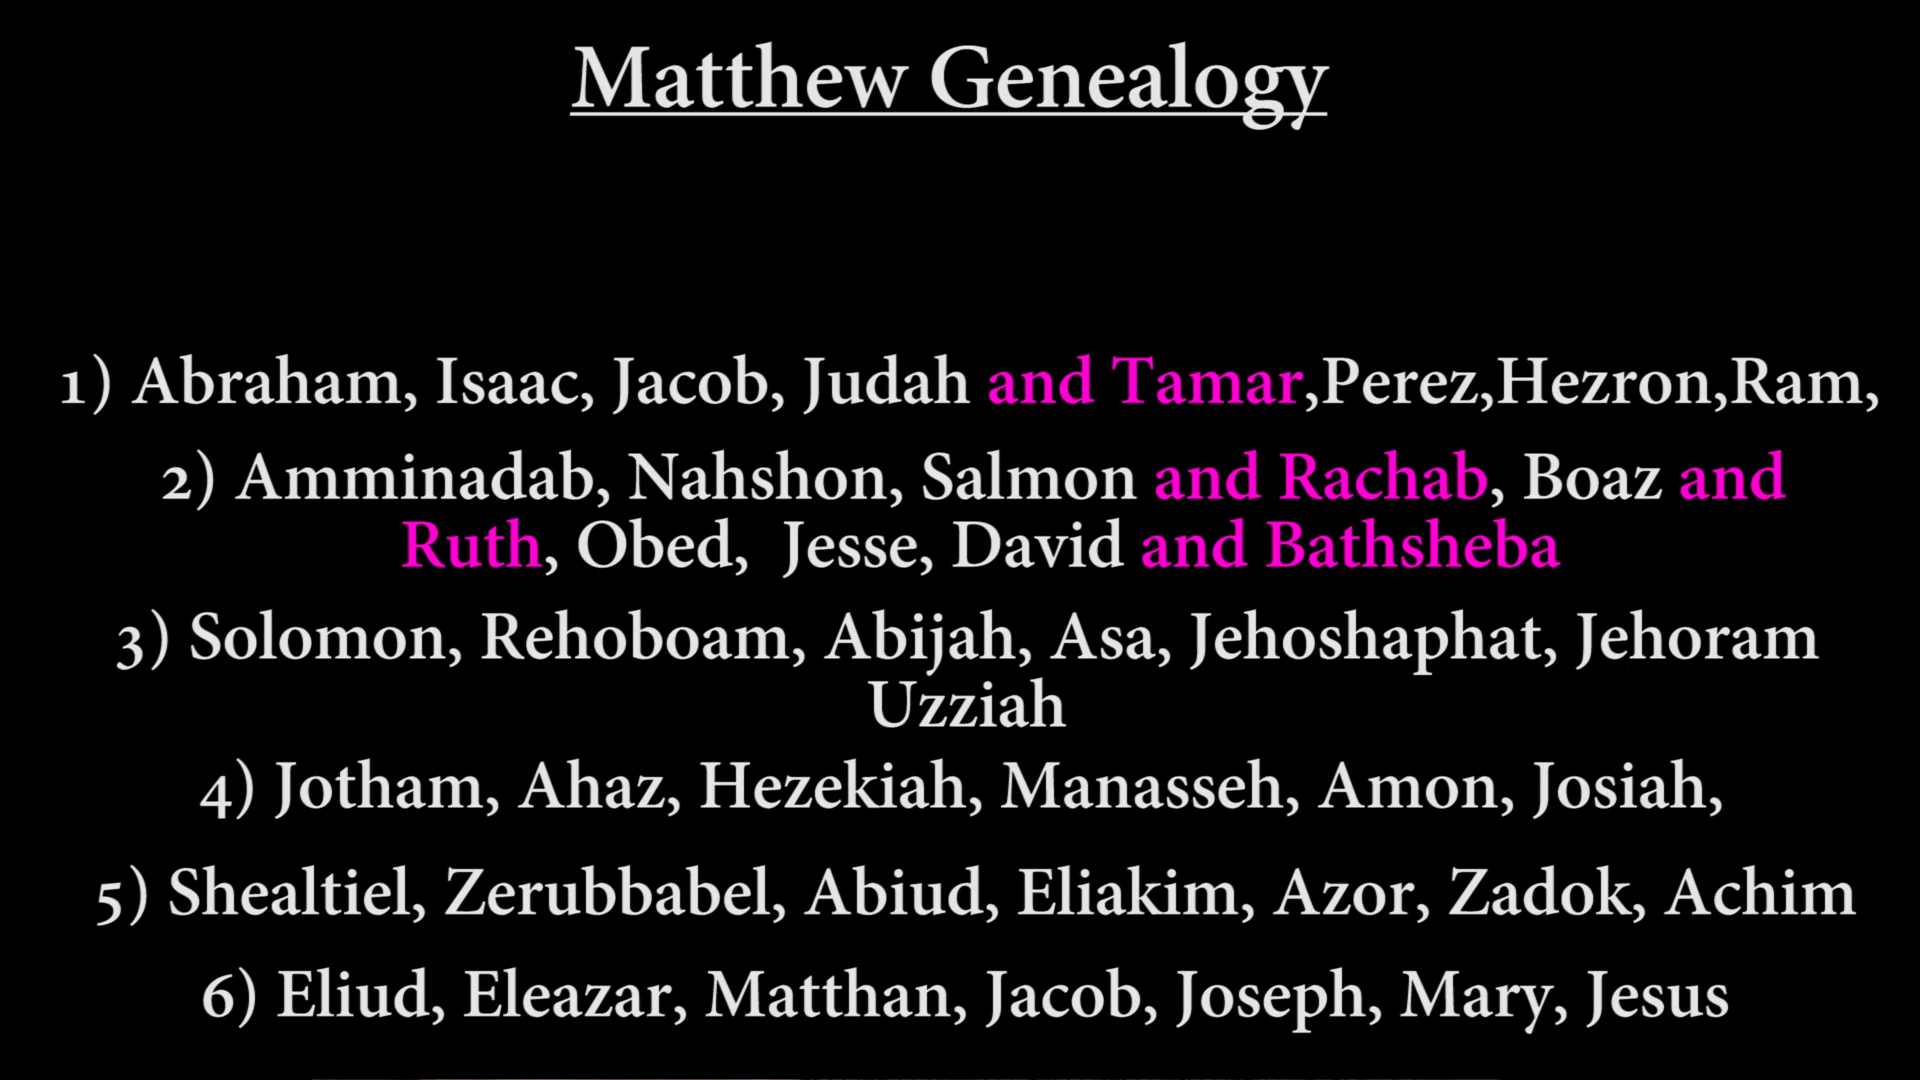 Matthew Genealogy
1) Abraham, Isaac, Jacob, Judah and Tamar,Perez,Hezron,Ram,
2) Amminadab, Nahshon, Salmon and Rachab, Boaz and
Ruth, Obed, Jesse, David and Bathsheba
3) Solomon, Rehoboam, Abijah, Asa, Jehoshaphat, Jehoram
Uzziah
4) Jotham, Ahaz, Hezekiah, Manasseh, Amon, Josiah,
5) Shealtiel, Zerubbabel, Abiud, Eliakim, Azor, Zadok, Achim
6) Eliud, Eleazar, Matthan, Jacob, Joseph, Mary, Jesus